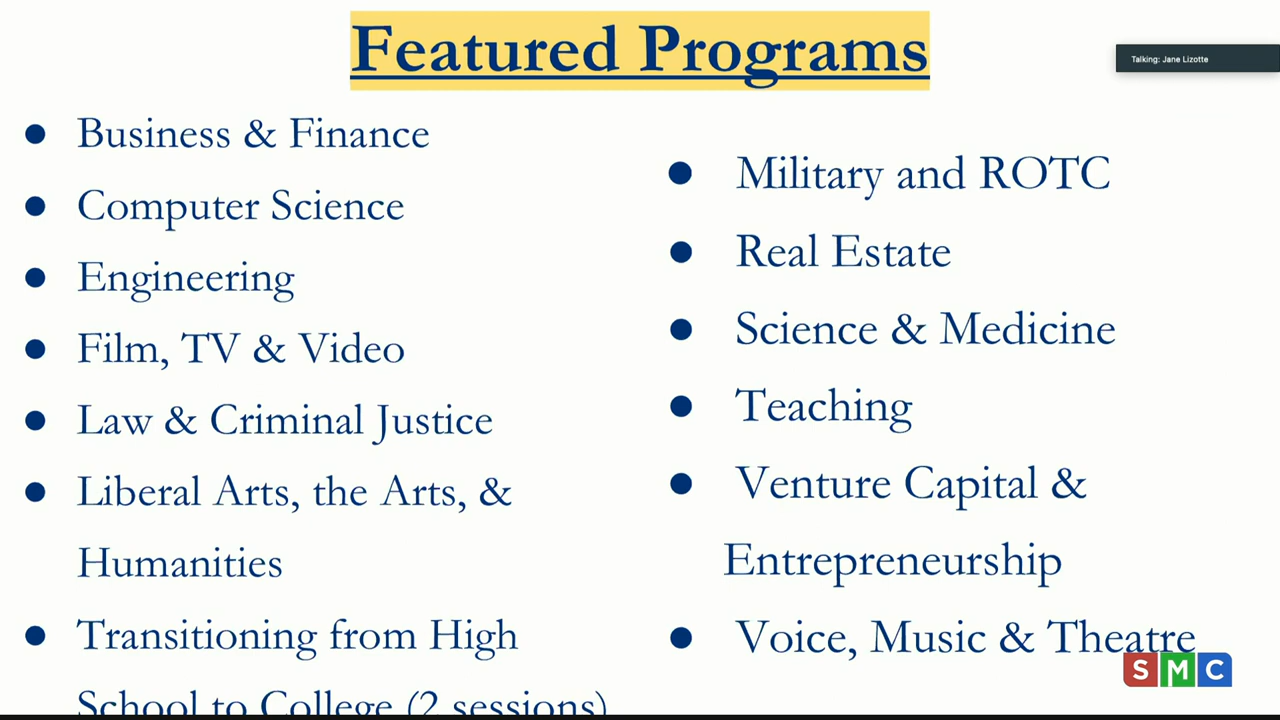 Featured Programs
Talking: Jane Lizotte
● Business & Finance
● Computer Science
● Engineering
● Film, TV & Video
● Law & Criminal Justice
● Liberal Arts, the Arts, &
Humanities
● Transitioning from High
School to College (2 sessions)
● Military and ROTC
● Real Estate
● Science & Medicine
● Teaching
● Venture Capital &
Entrepreneurship
● Voice, Music & Theatre
SMC